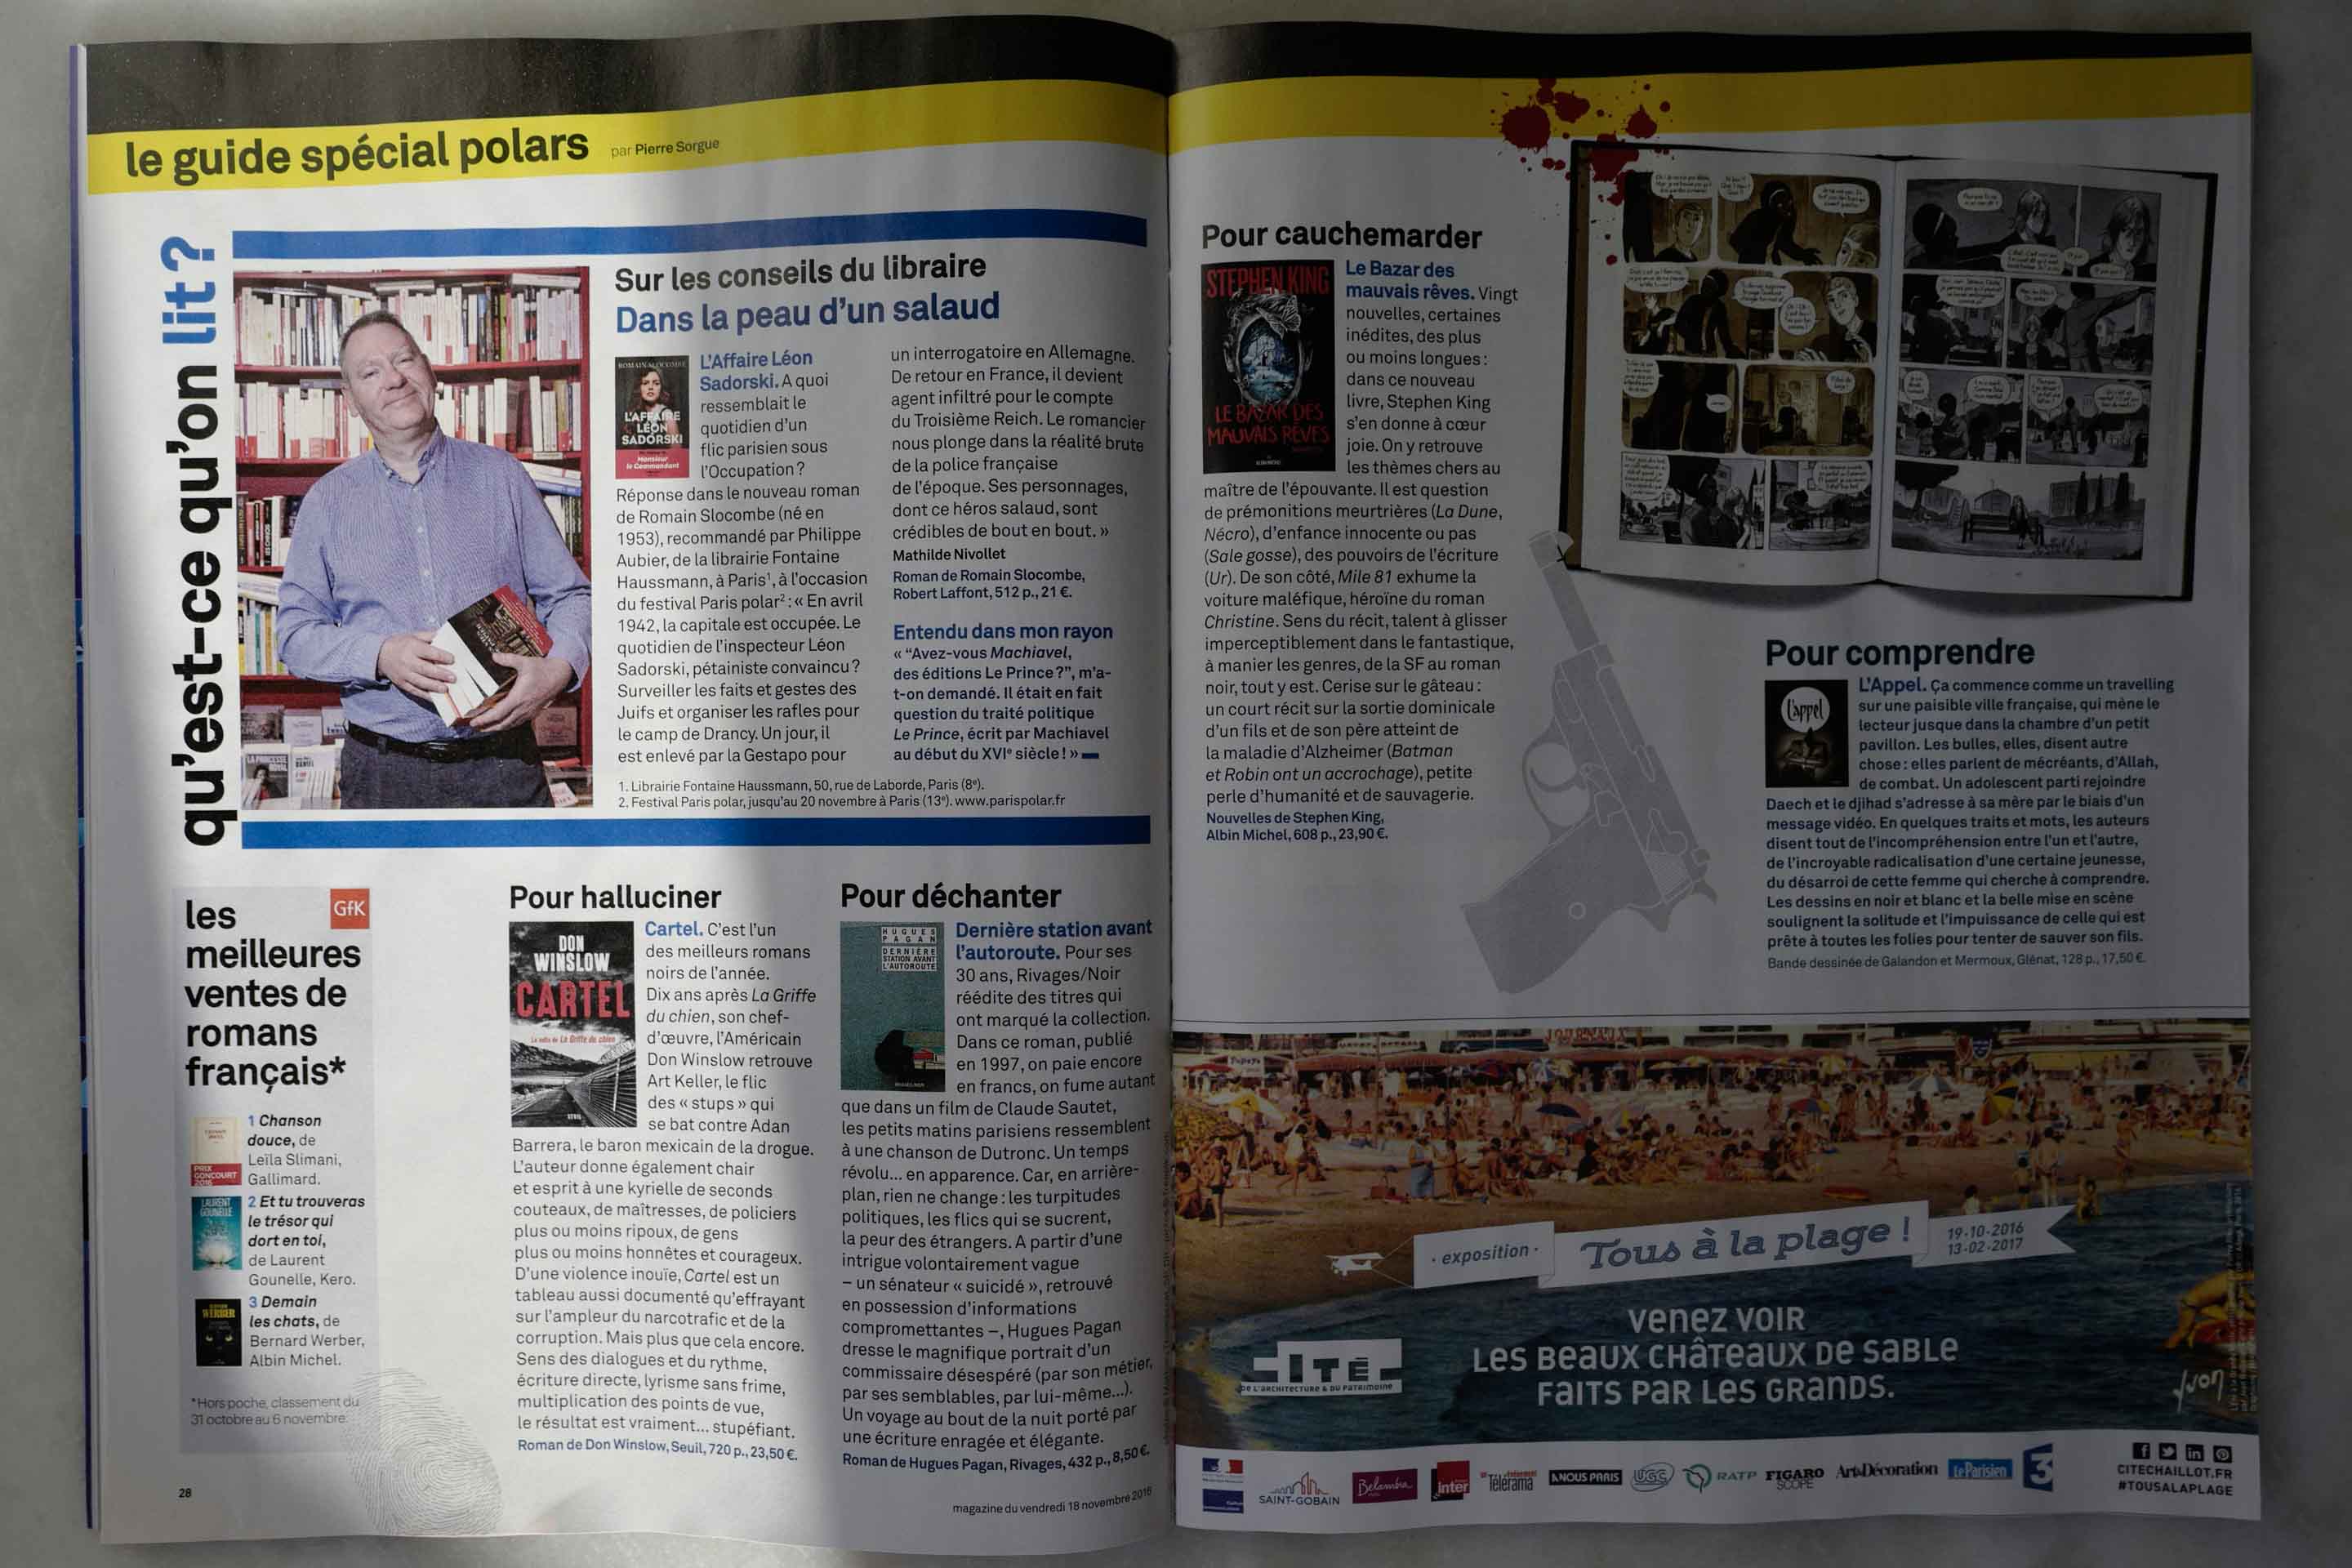 le guide spécial polars par Pierre Sorgue
qu'est-ce qu'on lit ?
Sur les conseils du libraire
Dans la peau d'un salaud
ROMAIN SLOCOMBE
L'AFFAIRE
LÉON
SADORSKI
Monsieur
le Commandant
L'Affaire Léon
Sadorski. A quoi
ressemblait le
quotidien d'un
flic parisien sous
l'Occupation ?
Réponse dans le nouveau roman
de Romain Slocombe (né en
1953), recommandé par Philippe
Aubier, de la librairie Fontaine
Haussmann, à Paris¹, à l'occasion
du festival Paris polar² : « En avril
1942, la capitale est occupée. Le
quotidien de l'inspecteur Léon
Sadorski, pétainiste convaincu ?
Surveiller les faits et gestes des
Juifs et organiser les rafles pour
le camp de Drancy. Un jour, il
est enlevé par la Gestapo pour
un interrogatoire en Allemagne.
De retour en France, il devient
agent infiltré pour le compte
du Troisième Reich. Le romancier
nous plonge dans la réalité brute
de la police française
de l'époque. Ses personnages,
dont ce héros salaud, sont
crédibles de bout en bout. »
Mathilde Nivollet
Roman de Romain Slocombe,
Robert Laffont, 512 p., 21 €.
Entendu dans mon rayon
« “Avez-vous Machiavel,
des éditions Le Prince ?”, m'a-
t-on demandé. Il était en fait
question du traité politique
Le Prince, écrit par Machiavel
au début du XVIᵉ siècle ! »
1. Librairie Fontaine Haussmann, 50, rue de Laborde, Paris (8ᵉ).
2. Festival Paris polar, jusqu'au 20 novembre à Paris (13ᵉ). www.parispolar.fr
GfK
les
meilleures
ventes de
romans
français*
PRIX
GONCOURT
2016
1 Chanson
douce, de
Leïla Slimani,
Gallimard.
LAURENT
GOUNELLE
2 Et tu trouveras
le trésor qui
dort en toi,
de Laurent
Gounelle, Kero.
WERBER
3 Demain
les chats, de
Bernard Werber,
Albin Michel.
*Hors poche, classement du
31 octobre au 6 novembre.
Pour halluciner
DON
WINSLOW
CARTEL
La suite de La Griffe du chien
SEUIL
Cartel. C'est l'un
des meilleurs romans
noirs de l'année.
Dix ans après La Griffe
du chien, son chef-
d'œuvre, l'Américain
Don Winslow retrouve
Art Keller, le flic
des « stups » qui
se bat contre Adan
Barrera, le baron mexicain de la drogue.
L'auteur donne également chair
et esprit à une kyrielle de seconds
couteaux, de maîtresses, de policiers
plus ou moins ripoux, de gens
plus ou moins honnêtes et courageux.
D'une violence inouïe, Cartel est un
tableau aussi documenté qu'effrayant
sur l'ampleur du narcotrafic et de la
corruption. Mais plus que cela encore.
Sens des dialogues et du rythme,
écriture directe, lyrisme sans frime,
multiplication des points de vue,
le résultat est vraiment... stupéfiant.
Roman de Don Winslow, Seuil, 720 p., 23,50 €.
Pour déchanter
HUGUES
PAGAN
DERNIÈRE
STATION AVANT
L'AUTOROUTE
Dernière station avant
l'autoroute. Pour ses
30 ans, Rivages/Noir
réédite des titres qui
ont marqué la collection.
Dans ce roman, publié
en 1997, on paie encore
en francs, on fume autant
que dans un film de Claude Sautet,
les petits matins parisiens ressemblent
à une chanson de Dutronc. Un temps
révolu... en apparence. Car, en arrière-
plan, rien ne change : les turpitudes
politiques, les flics qui se sucrent,
la peur des étrangers. A partir d'une
intrigue volontairement vague
– un sénateur « suicidé », retrouvé
en possession d'informations
compromettantes –, Hugues Pagan
dresse le magnifique portrait d'un
commissaire désespéré (par son métier,
par ses semblables, par lui-même...).
Un voyage au bout de la nuit porté par
une écriture enragée et élégante.
Roman de Hugues Pagan, Rivages, 432 p., 8,50 €.
28
magazine du vendredi 18 novembre 2016
Pour cauchemarder
STEPHEN KING
LE BAZAR DES
MAUVAIS RÊVES
ALBIN MICHEL
Le Bazar des
mauvais rêves. Vingt
nouvelles, certaines
inédites, des plus
ou moins longues :
dans ce nouveau
livre, Stephen King
s'en donne à cœur
joie. On y retrouve
les thèmes chers au
maître de l'épouvante. Il est question
de prémonitions meurtrières (La Dune,
Nécro), d'enfance innocente ou pas
(Sale gosse), des pouvoirs de l'écriture
(Ur). De son côté, Mile 81 exhume la
voiture maléfique, héroïne du roman
Christine. Sens du récit, talent à glisser
imperceptiblement dans le fantastique,
à manier les genres, de la SF au roman
noir, tout y est. Cerise sur le gâteau :
un court récit sur la sortie dominicale
d'un fils et de son père atteint de
la maladie d'Alzheimer (Batman
et Robin ont un accrochage), petite
perle d'humanité et de sauvagerie.
Nouvelles de Stephen King,
Albin Michel, 608 p., 23,90 €.
Pour comprendre
l'appel
L'Appel. Ça commence comme un travelling
sur une paisible ville française, qui mène le
lecteur jusque dans la chambre d'un petit
pavillon. Les bulles, elles, disent autre
chose : elles parlent de mécréants, d'Allah,
de combat. Un adolescent parti rejoindre
Daech et le djihad s'adresse à sa mère par le biais d'un
message vidéo. En quelques traits et mots, les auteurs
disent tout de l'incompréhension entre l'un et l'autre,
de l'incroyable radicalisation d'une certaine jeunesse,
du désarroi de cette femme qui cherche à comprendre.
Les dessins en noir et blanc et la belle mise en scène
soulignent la solitude et l'impuissance de celle qui est
prête à toutes les folies pour tenter de sauver son fils.
Bande dessinée de Galandon et Mermoux, Glénat, 128 p., 17,50 €.
· exposition ·
Tous à la plage !
19-10-2016
13-02-2017
CITÉ
DE L'ARCHITECTURE & DU PATRIMOINE
venez voir
Les beaux châteaux de sable
faits par les grands.
yvon
SAINT-GOBAIN
Belambra
inter
Télérama
À NOUS PARIS
UGC
RATP
FIGARO
SCOPE
Art&Décoration
Le Parisien
3
CITECHAILLOT.FR
#TOUSALAPLAGE